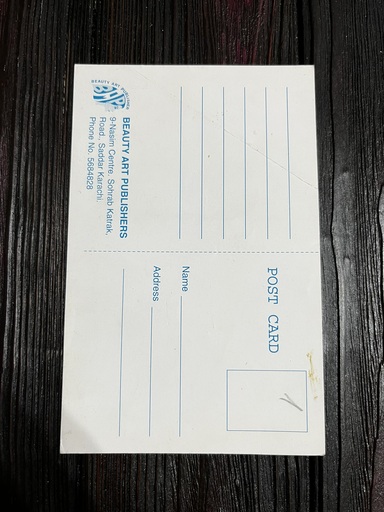 BEAUTY ART PUBLISHERS
BEAUTY ART PUBLISHERS
9-Nasim Centre, Sohrab Katrak,
Road, Saddar Karachi.
Phone No. 5684828
POST CARD
Name
Address